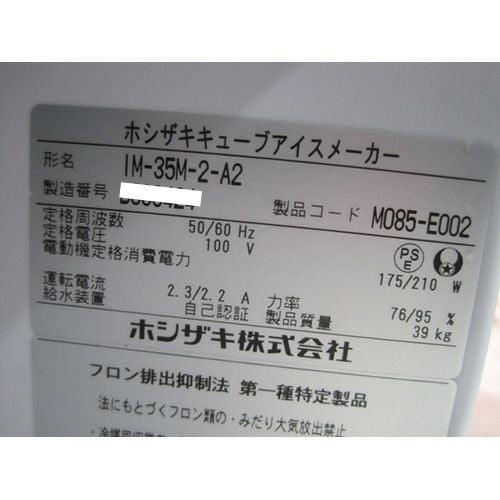 ホシザキキューブアイスメーカー
形名 IM-35M-2-A2
製造番号
製品コード M085-E002
定格周波数 50/60 Hz
定格電圧 100 V
電動機定格消費電力 175/210 W
PS
E
運転電流 2.3/2.2 A 力率 76/95 %
給水装置 自己認証 製品質量 39 kg
ホシザキ株式会社
フロン排出抑制法 第一種特定製品
法にもとづくフロン類の・みだり大気放出禁止